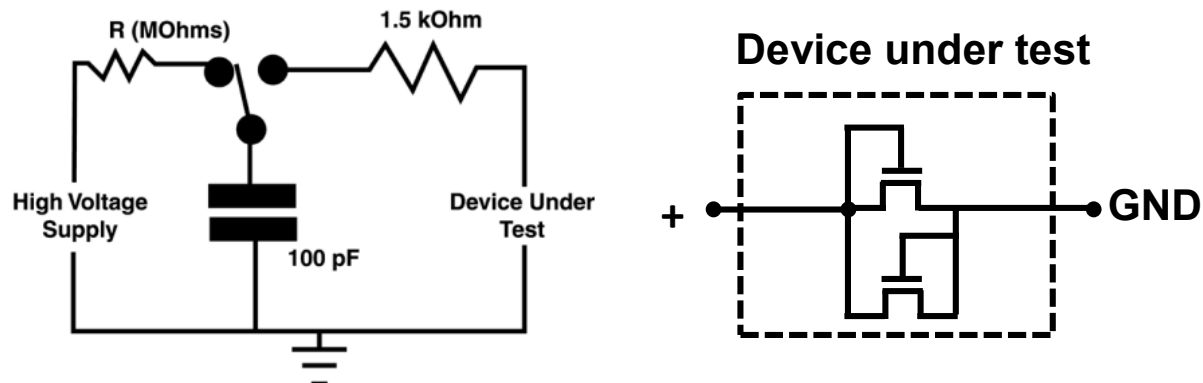 R (MOhms)
1.5 kOhm
High Voltage
Supply
100 pF
Device Under
Test
Device under test
+
GND